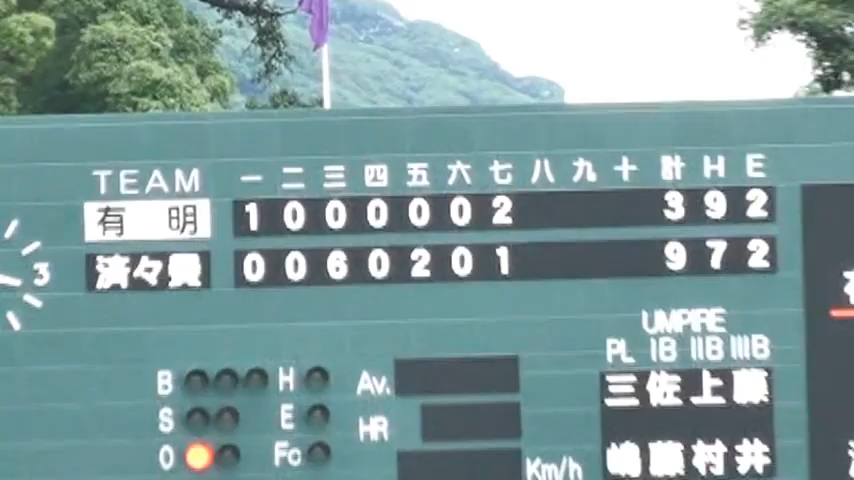 TEAM 一 二 三 四 五 六 七 八 九 十 計 H E
有明 1 0 0 0 0 0 2 3 9 2
済々黌 0 0 6 0 2 0 1 9 7 2
3
UMPIRE
PL IB IIB IIIB
三嶋 佐藤 上村 藤井
B H Av.
S E HR
O Fc Km/h